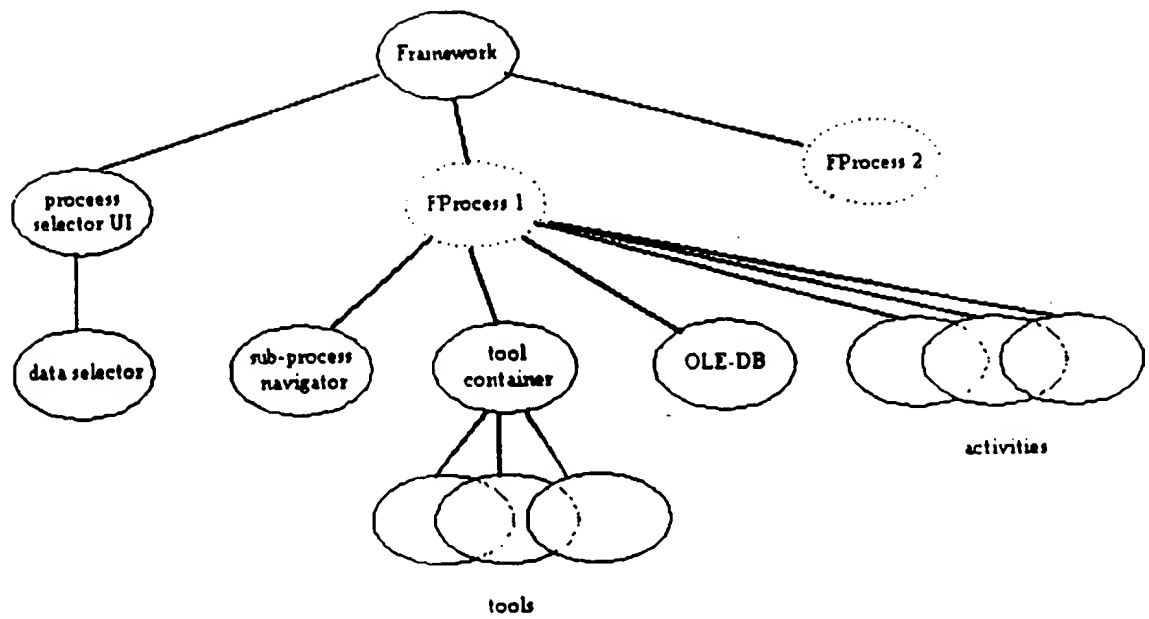 Framework
FProcess 2
process
selector UI
FProcess 1
data selector
sub-process
navigator
tool
container
OLE-DB
activities
tools